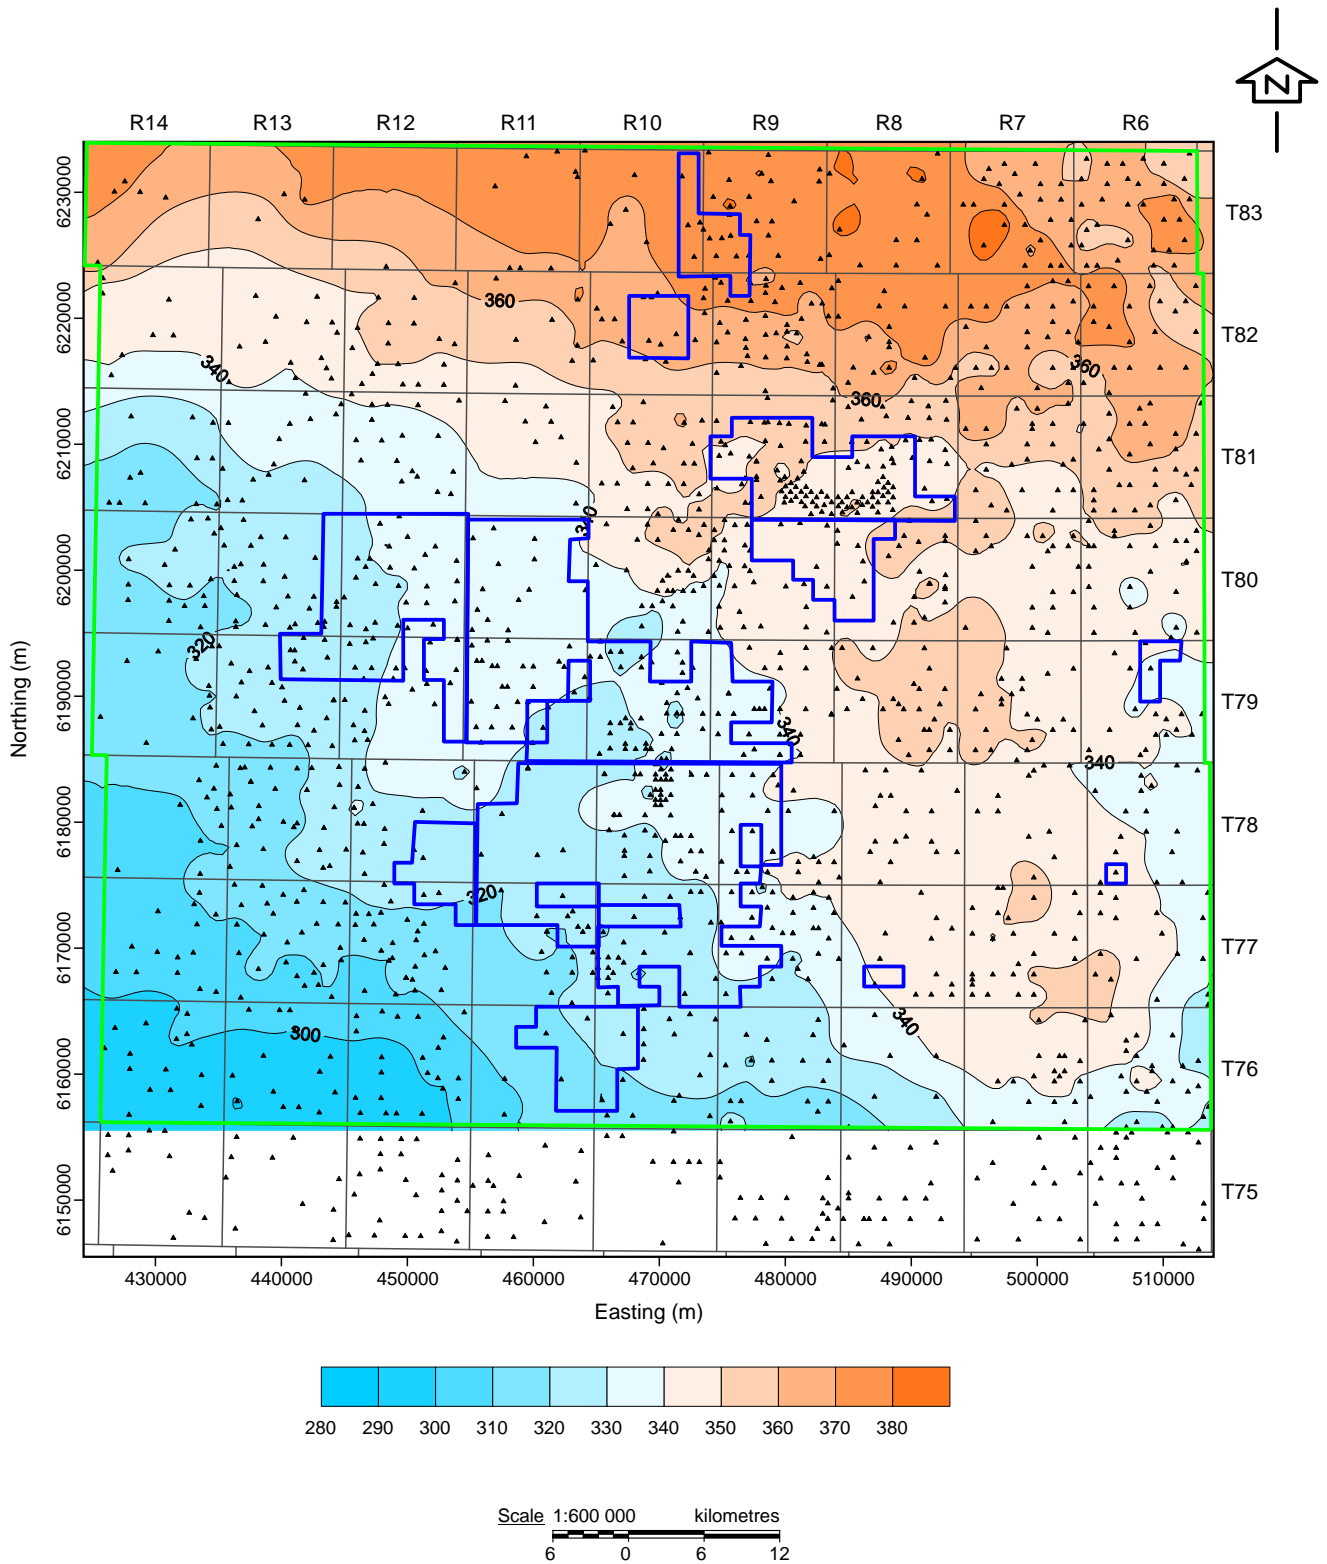 N
R14 R13 R12 R11 R10 R9 R8 R7 R6
6230000
T83
360
6220000
T82
340
360
360
6210000
T81
340
6200000
T80
320
6190000
T79
340
340
Northing (m)
6180000
T78
320
6170000
T77
300
340
6160000
T76
6150000
T75
430000 440000 450000 460000 470000 480000 490000 500000 510000
Easting (m)
280 290 300 310 320 330 340 350 360 370 380
Scale 1:600 000 kilometres
6 0 6 12